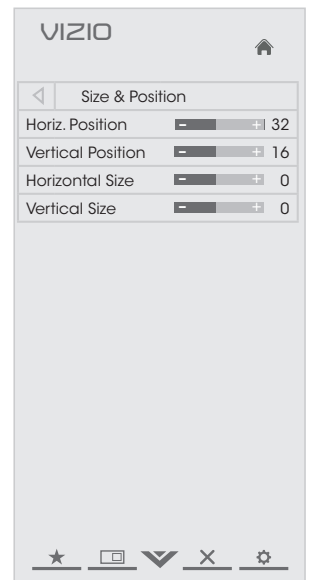 VIZIO
Size & Position
Horiz. Position - + 32
Vertical Position - + 16
Horizontal Size - + 0
Vertical Size - + 0